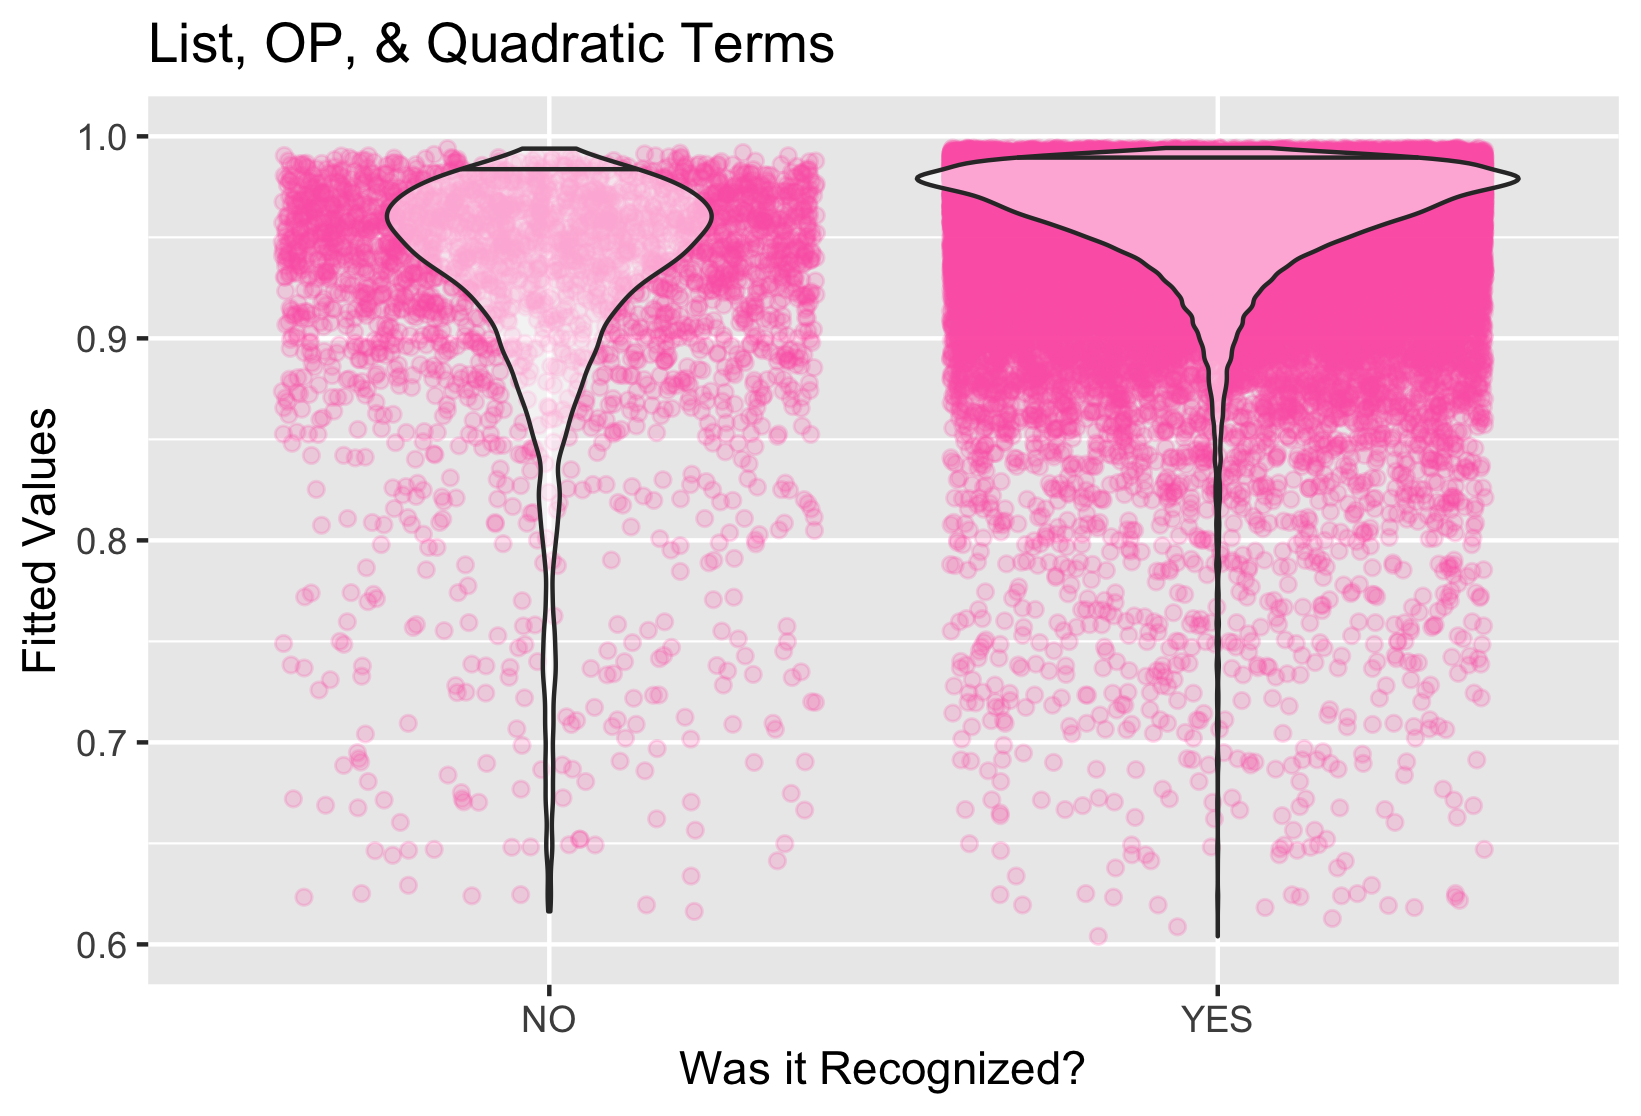 List, OP, & Quadratic Terms
Fitted Values
1.0
0.9
0.8
0.7
0.6
NO YES
Was it Recognized?